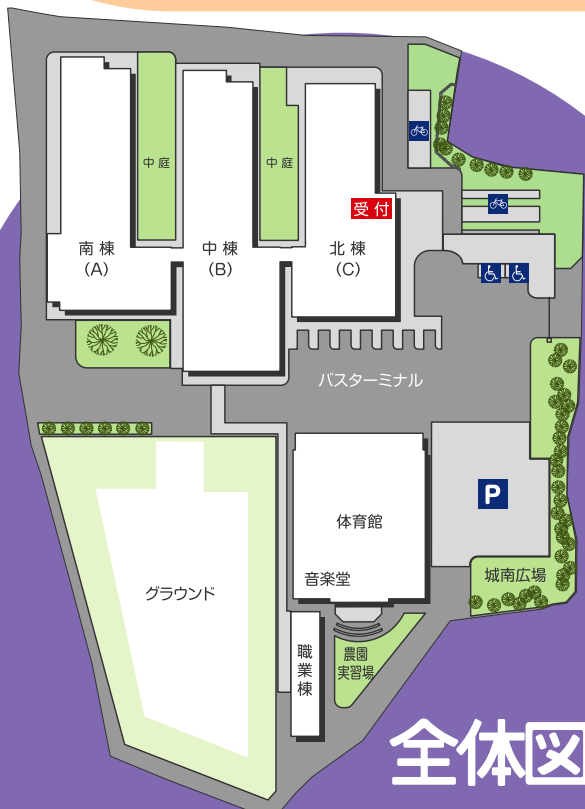 中庭
中庭
受付
南棟
(A)
中棟
(B)
北棟
(C)
バスターミナル
P
体育館
音楽堂
城南広場
グラウンド
職業棟
農園
実習場
全体図